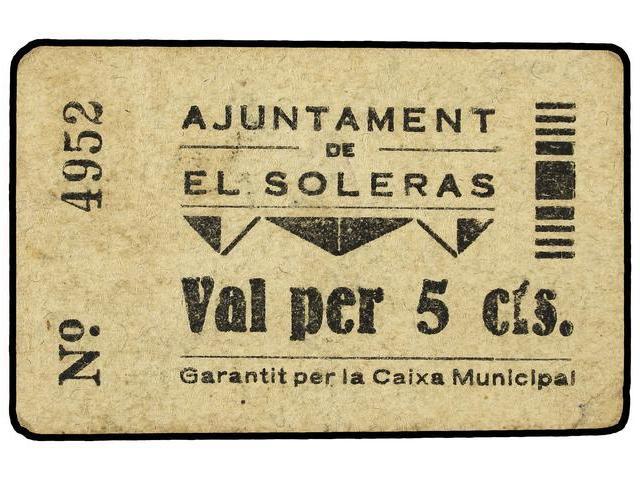 Nº. 4952
AJUNTAMENT
DE
EL SOLERAS
Val per 5 cts.
Garantit per la Caixa Municipal